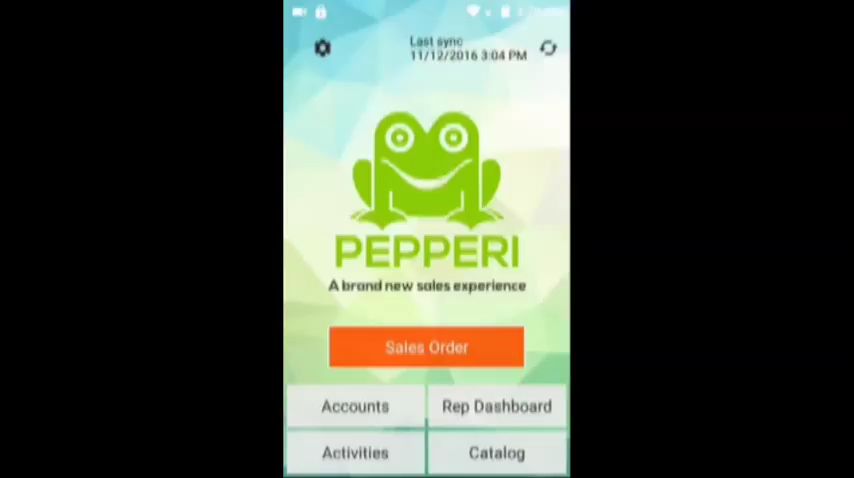 Last sync
11/12/2016 3:04 PM
PEPPERI
A brand new sales experience
Sales Order
Accounts
Rep Dashboard
Activities
Catalog